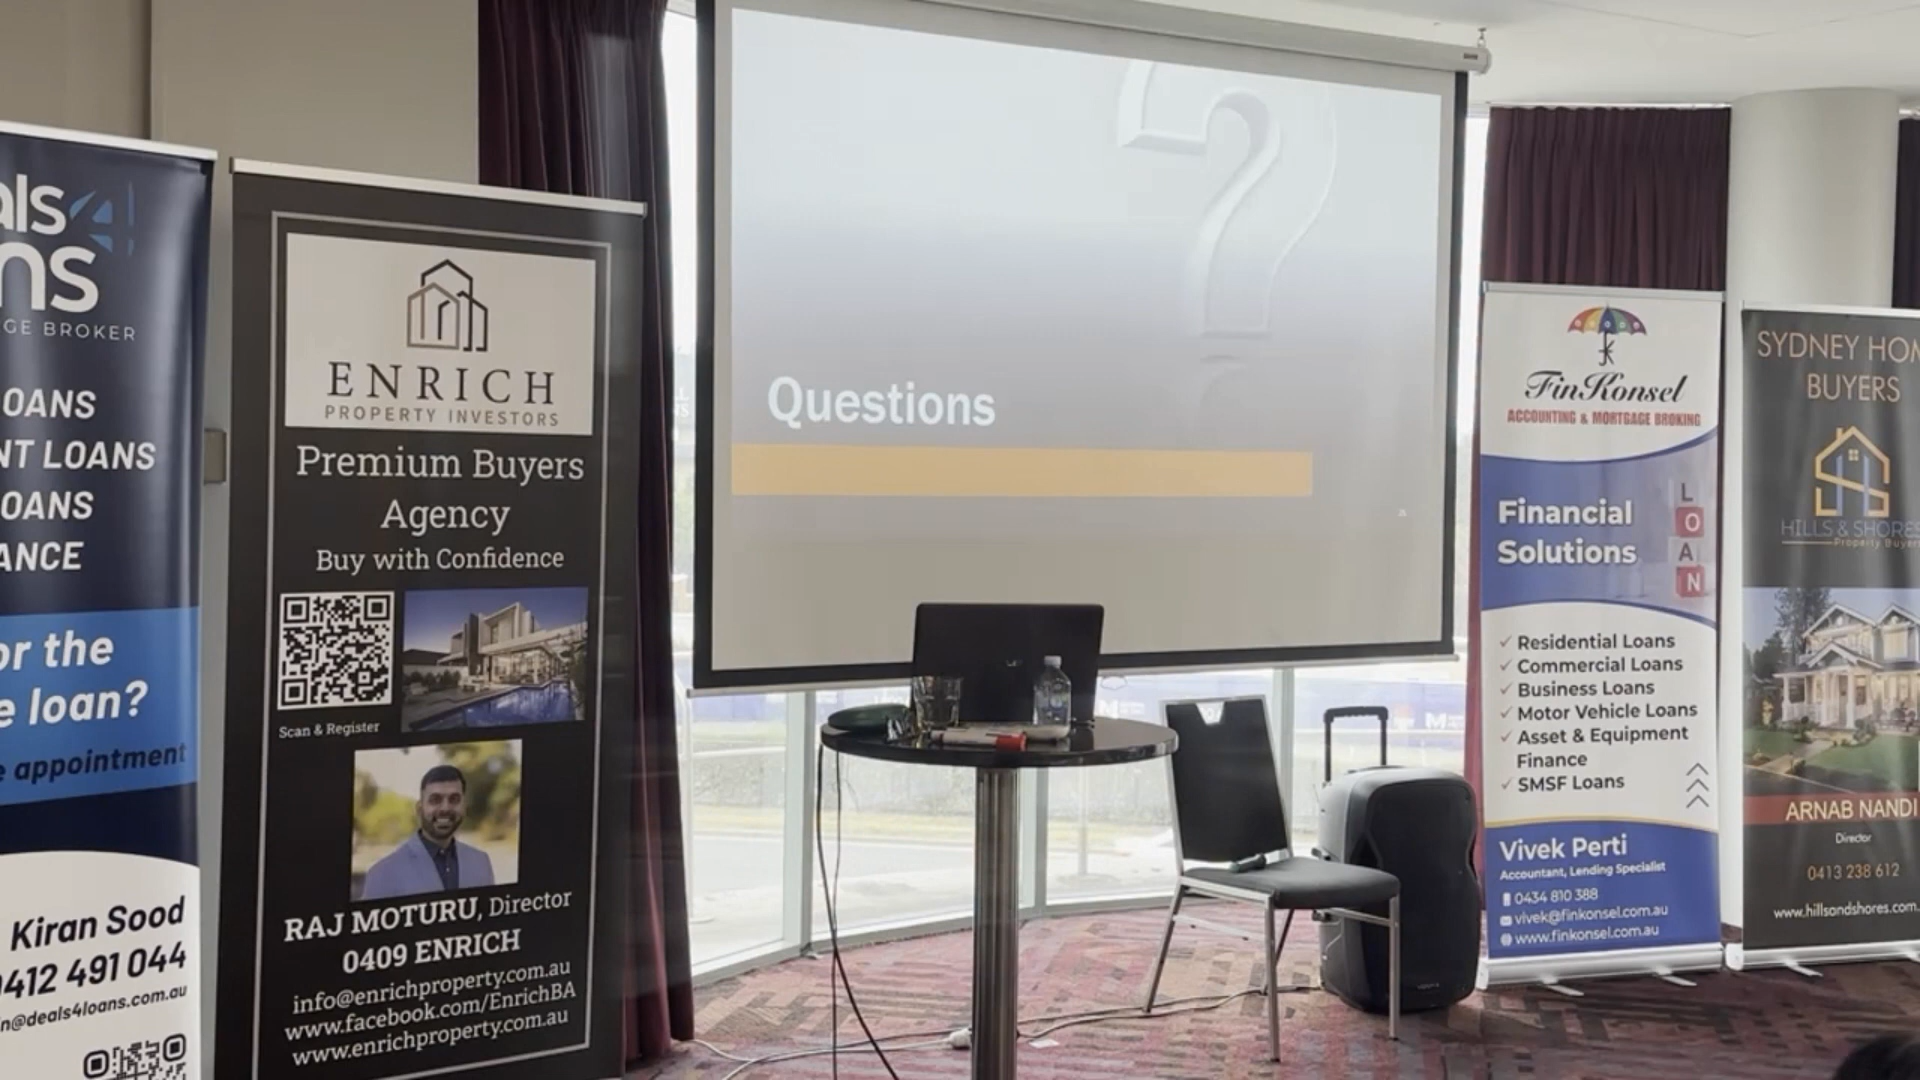 als4
ns
GE BROKER
OANS
NT LOANS
OANS
ANCE
or the
e loan?
e appointment
Kiran Sood
0412 491 044
n@deals4loans.com.au
ENRICH
PROPERTY INVESTORS
Premium Buyers
Agency
Buy with Confidence
Scan & Register
RAJ MOTURU, Director
0409 ENRICH
info@enrichproperty.com.au
www.facebook.com/EnrichBA
www.enrichproperty.com.au
Questions
FinKonsel
ACCOUNTING & MORTGAGE BROKING
Financial
Solutions
LOAN
Residential Loans
Commercial Loans
Business Loans
Motor Vehicle Loans
Asset & Equipment
Finance
SMSF Loans
Vivek Perti
Accountant, Lending Specialist
0434 810 388
vivek@finkonsel.com.au
www.finkonsel.com.au
SYDNEY HOM
BUYERS
HILLS & SHORES
Property Buyer
ARNAB NANDI
Director
0413 238 612
www.hillsandshores.com.